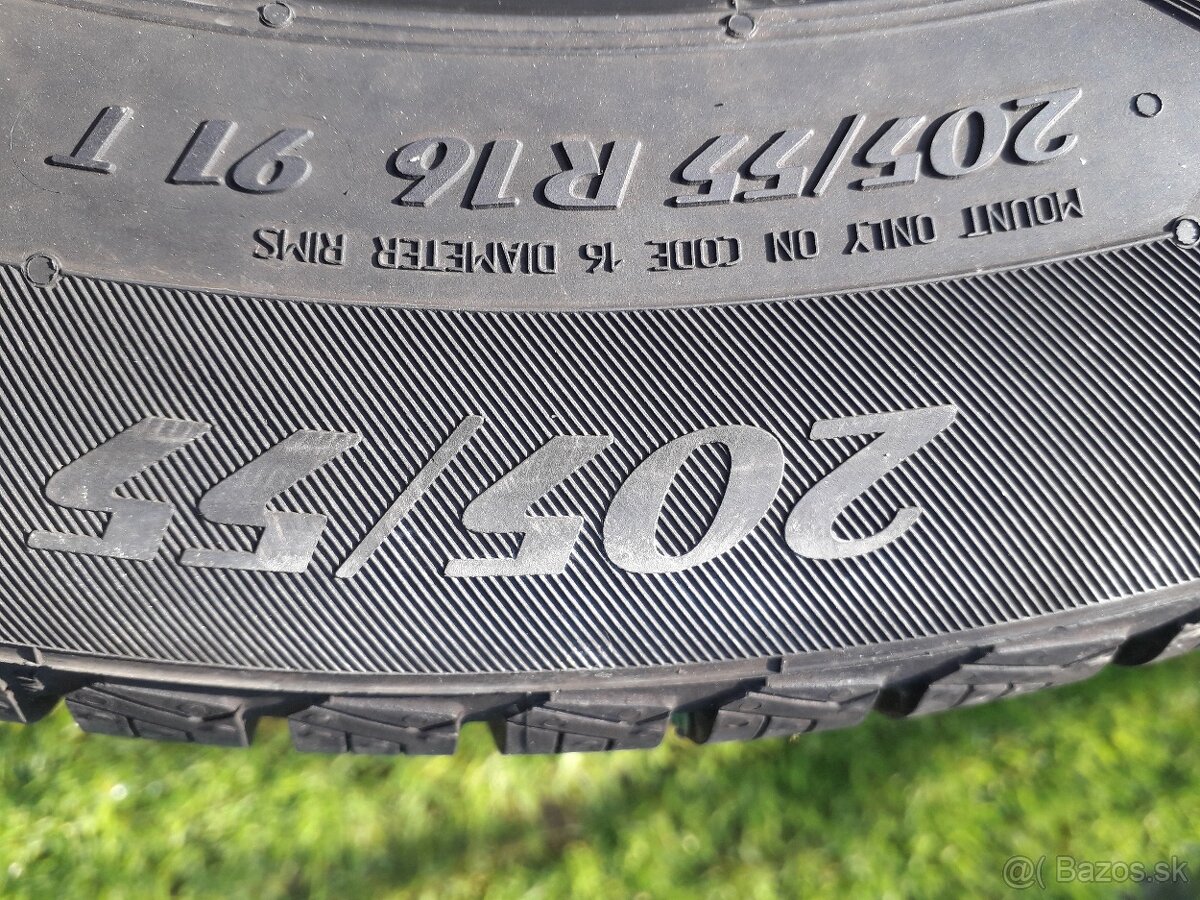 205/55
MOUNT ONLY ON CODE 16 DIAMETER RIMS
205/55 R16 91 T
@( Bazos.sk